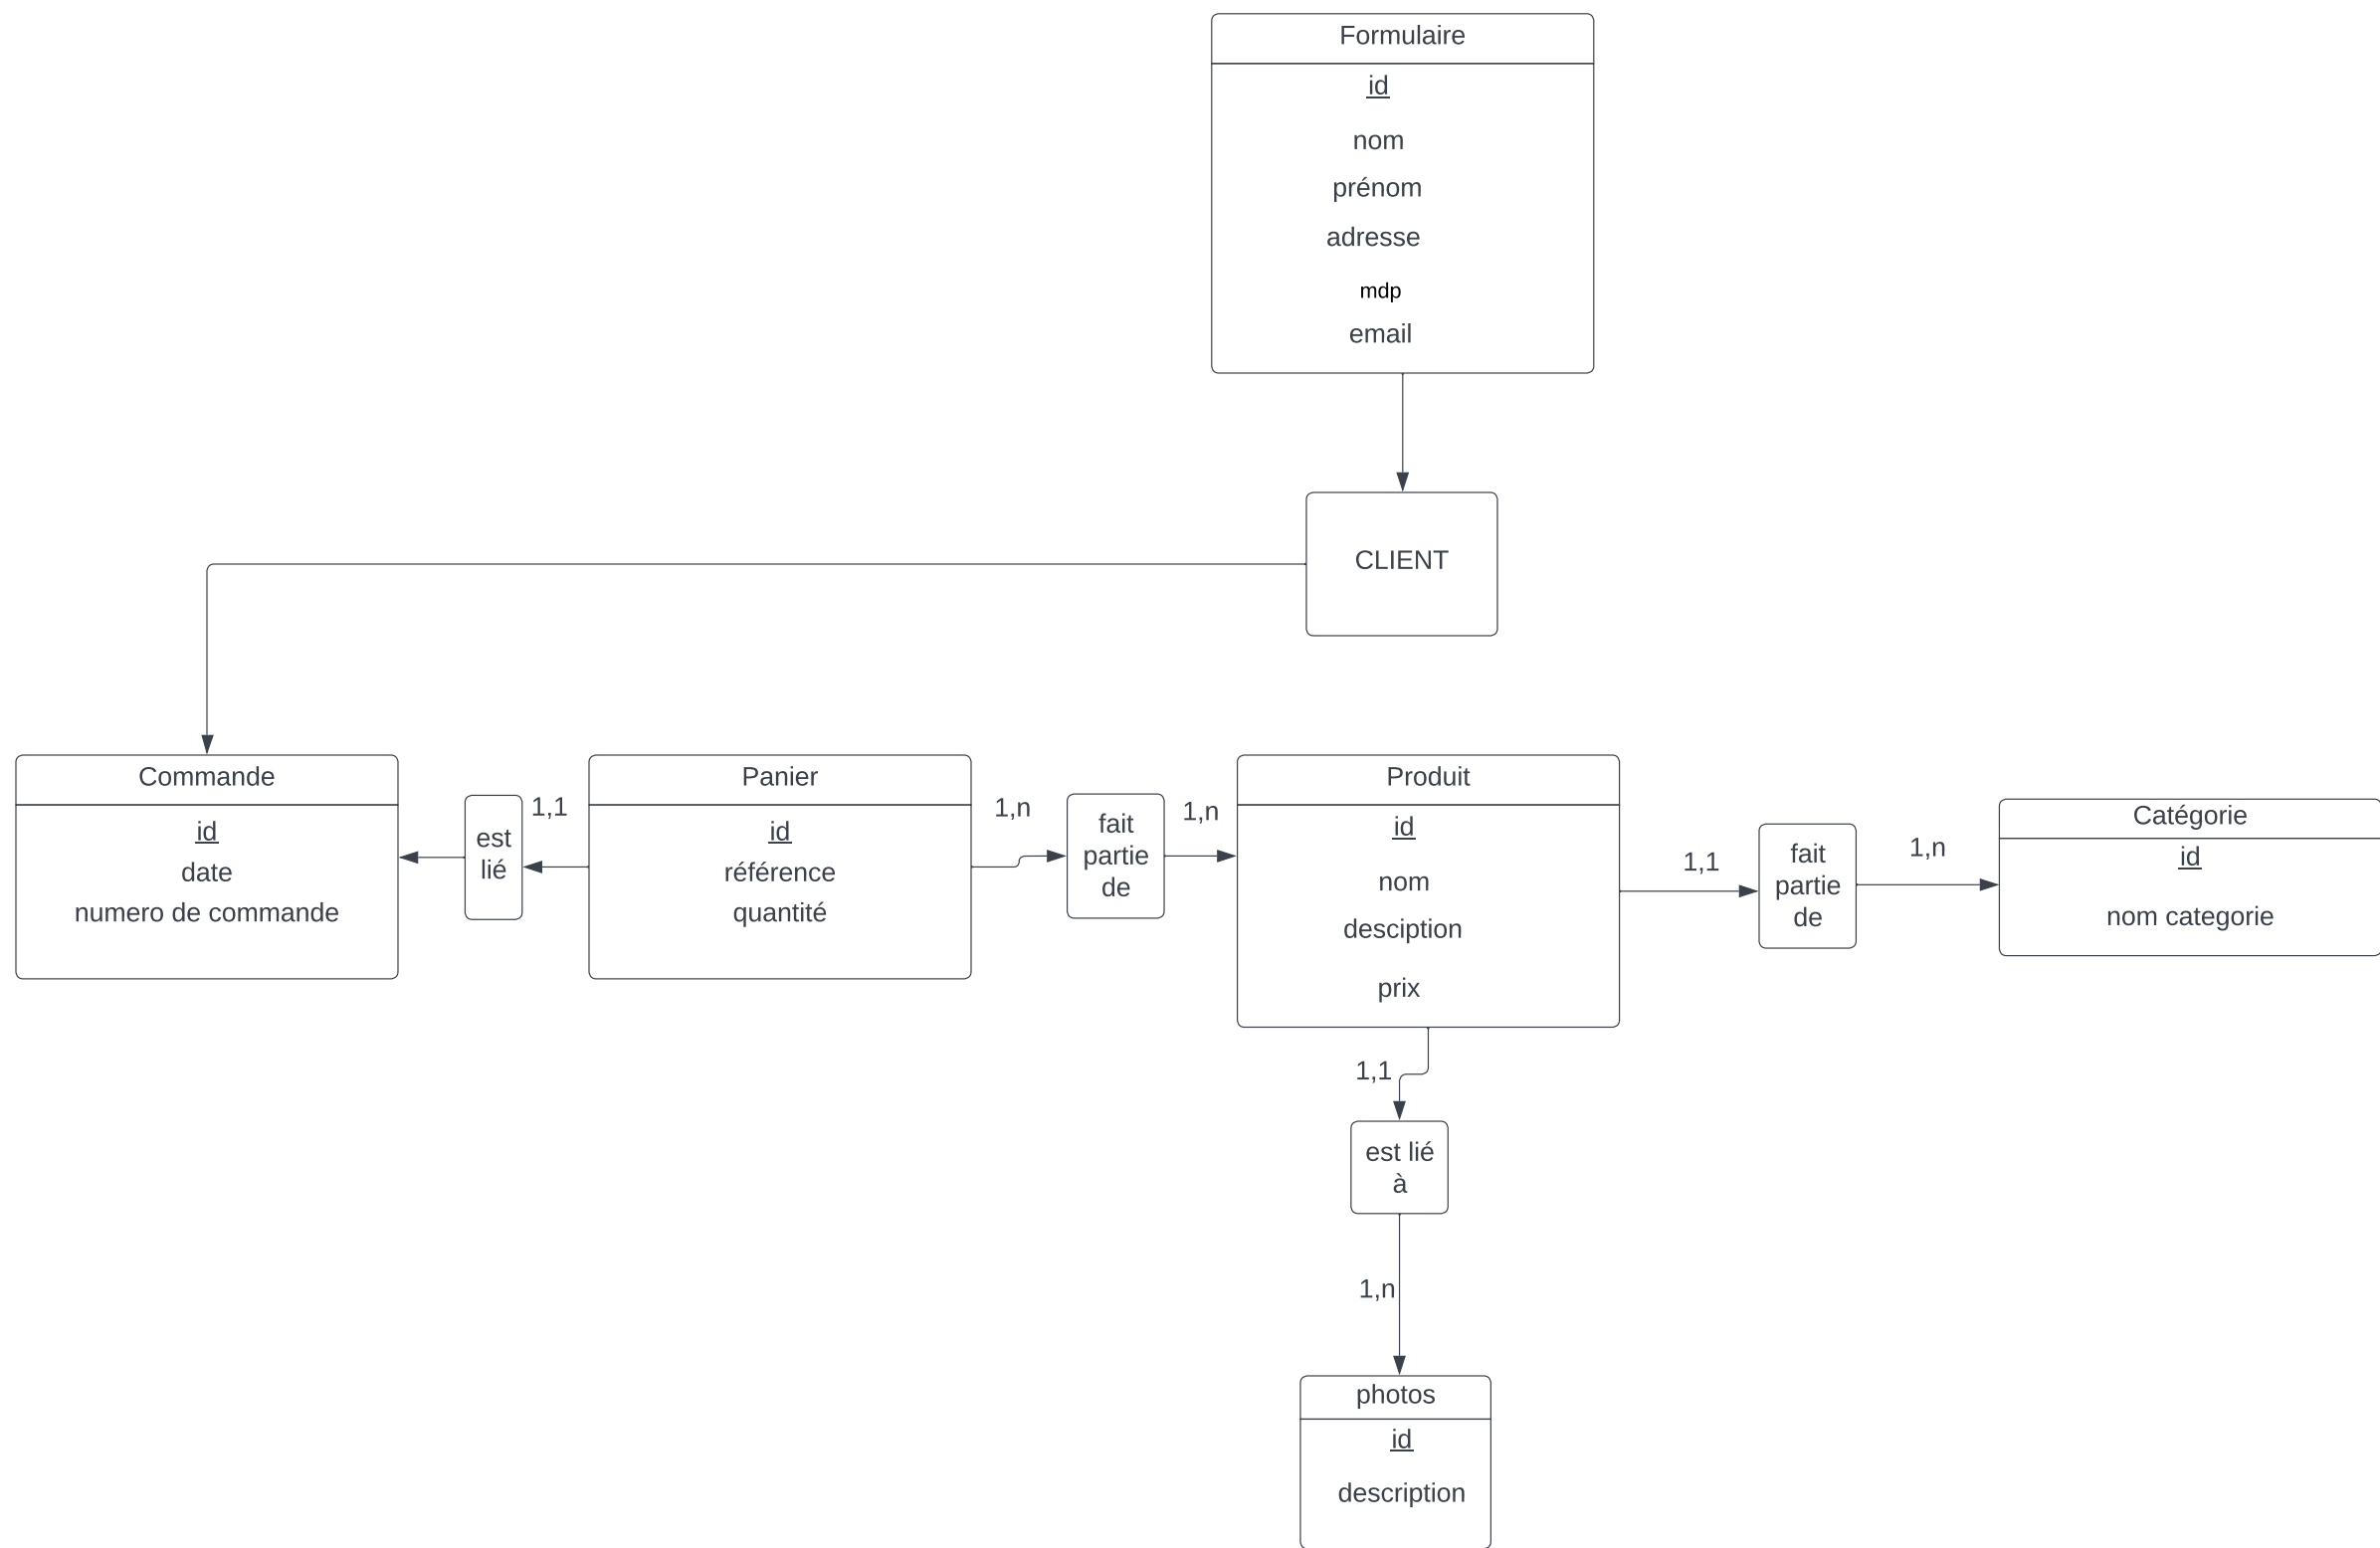 Formulaire
id
nom
prénom
adresse
mdp
email
CLIENT
Commande
id
date
numero de commande
est
lié
1,1
Panier
id
référence
quantité
1,n
fait
partie
de
1,n
Produit
id
nom
desciption
prix
1,1
fait
partie
de
1,n
Catégorie
id
nom categorie
1,1
est lié
à
1,n
photos
id
description